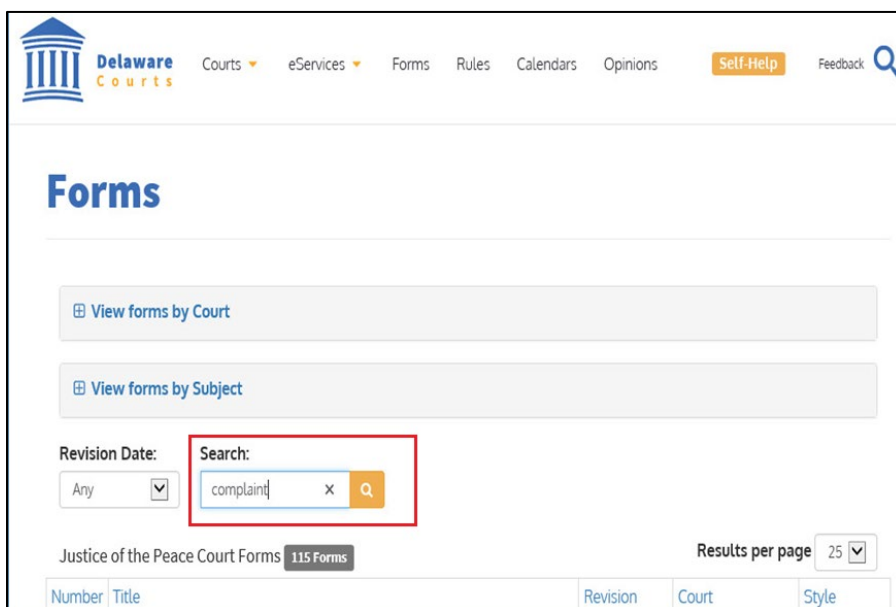 Delaware
Courts
Courts eServices Forms Rules Calendars Opinions Self-Help Feedback
Forms
View forms by Court
View forms by Subject
Revision Date: Search:
Any complaint
Justice of the Peace Court Forms 115 Forms Results per page 25
Number Title Revision Court Style